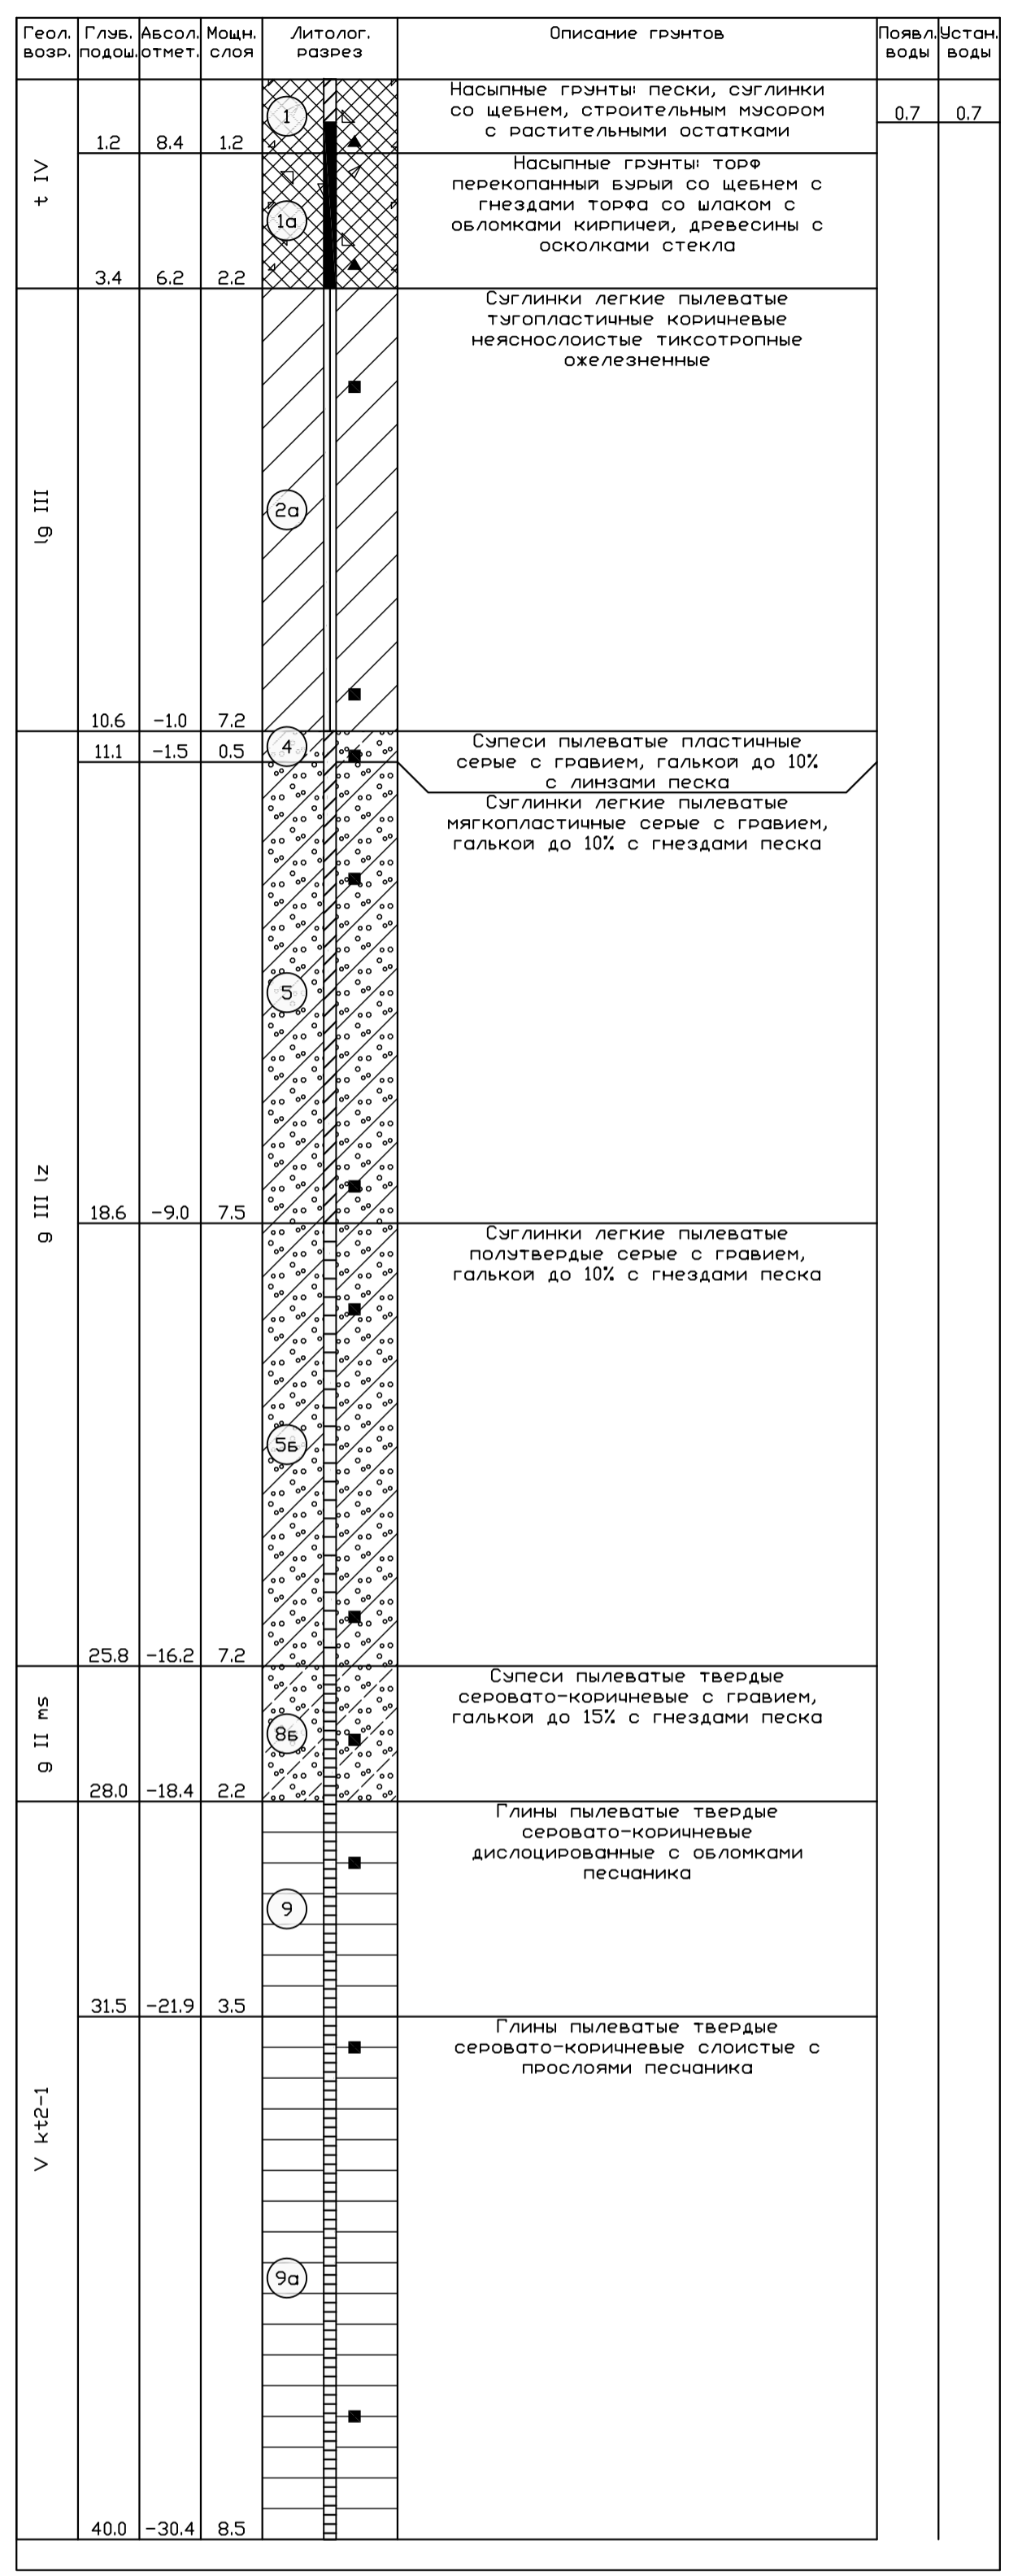 Геол. возр.
Глуб. подош.
Абсол. отмет.
Мощн. слоя
Литолог. разрез
Описание грунтов
Появл. воды
Устан. воды
t IV
1
Насыпные грунты: пески, суглинки
со щебнем, строительным мусором
с растительными остатками
0.7 0.7
1.2 8.4 1.2
1а
Насыпные грунты: торф
перекопанный бурый со щебнем с
гнездами торфа со шлаком с
обломками кирпичей, древесины с
осколками стекла
3.4 6.2 2.2
lg III
2а
Суглинки легкие пылеватые
тугопластичные коричневые
неяснослоистые тиксотропные
ожелезненные
10.6 -1.0 7.2
g III lz
4
Супеси пылеватые пластичные
серые с гравием, галькой до 10%
с линзами песка
11.1 -1.5 0.5
5
Суглинки легкие пылеватые
мягкопластичные серые с гравием,
галькой до 10% с гнездами песка
18.6 -9.0 7.5
5б
Суглинки легкие пылеватые
полутвердые серые с гравием,
галькой до 10% с гнездами песка
25.8 -16.2 7.2
g II ms
8б
Супеси пылеватые твердые
серовато-коричневые с гравием,
галькой до 15% с гнездами песка
28.0 -18.4 2.2
V kt2-1
9
Глины пылеватые твердые
серовато-коричневые
дислоцированные с обломками
песчаника
31.5 -21.9 3.5
9а
Глины пылеватые твердые
серовато-коричневые слоистые с
прослоями песчаника
40.0 -30.4 8.5